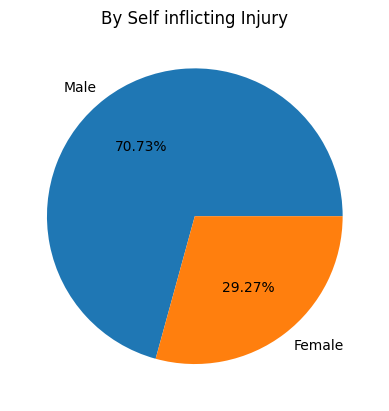 By Self inflicting Injury
Male
70.73%
29.27%
Female